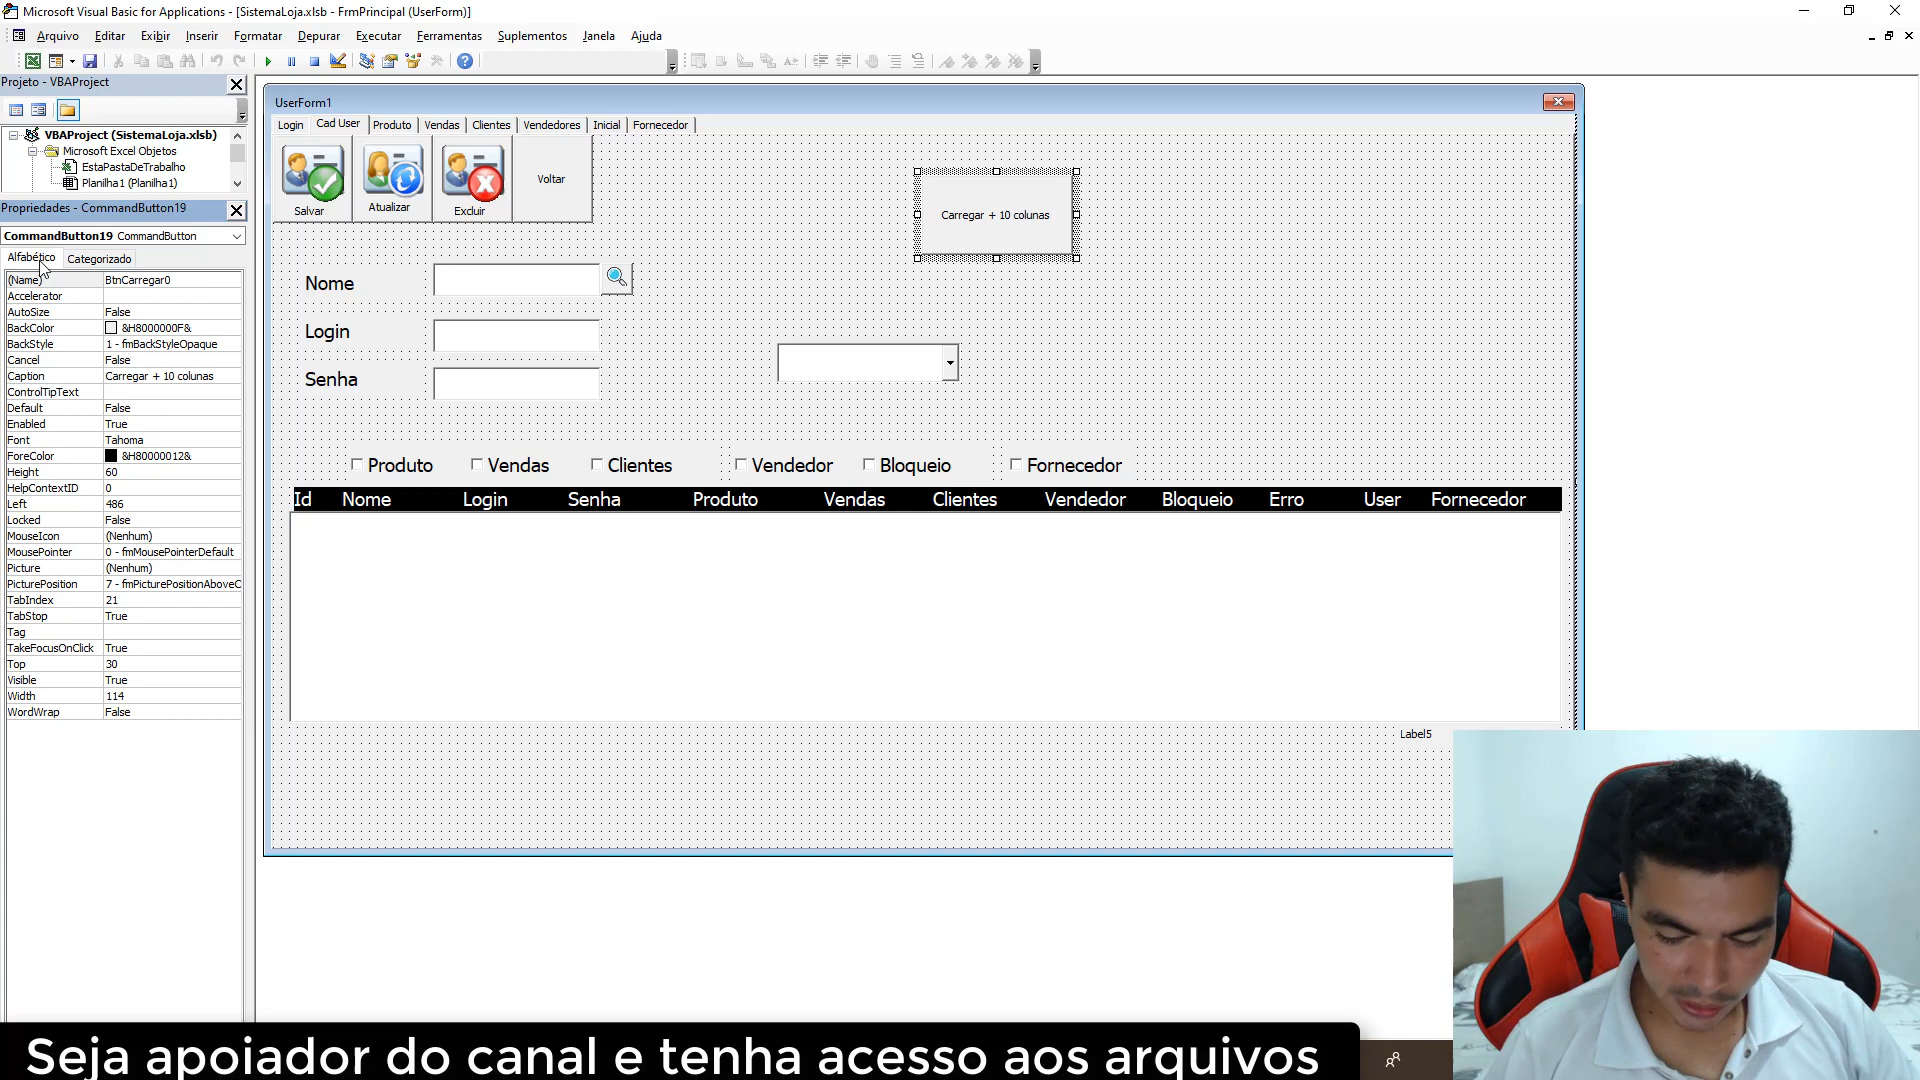 Microsoft Visual Basic for Applications - [SistemaLoja.xlsb - FrmPrincipal (UserForm)]
Arquivo Editar Exibir Inserir Formatar Depurar Executar Ferramentas Suplementos Janela Ajuda
Projeto - VBAProject
VBAProject (SistemaLoja.xlsb)
Microsoft Excel Objetos
EstaPastaDeTrabalho
Planilha1 (Planilha1)
Propriedades - CommandButton19
CommandButton19 CommandButton
Alfabético Categorizado
(Name) BtnCarregar0
Accelerator
AutoSize False
BackColor &H8000000F&
BackStyle 1 - fmBackStyleOpaque
Cancel False
Caption Carregar + 10 colunas
ControlTipText
Default False
Enabled True
Font Tahoma
ForeColor &H80000012&
Height 60
HelpContextID 0
Left 486
Locked False
MouseIcon (Nenhum)
MousePointer 0 - fmMousePointerDefault
Picture (Nenhum)
PicturePosition 7 - fmPicturePositionAboveC
TabIndex 21
TabStop True
Tag
TakeFocusOnClick True
Top 30
Visible True
Width 114
WordWrap False
UserForm1
Login Cad User Produto Vendas Clientes Vendedores Inicial Fornecedor
Salvar Atualizar Excluir Voltar
Carregar + 10 colunas
Nome
Login
Senha
Produto Vendas Clientes Vendedor Bloqueio Fornecedor
Id Nome Login Senha Produto Vendas Clientes Vendedor Bloqueio Erro User Fornecedor
Label5
Seja apoiador do canal e tenha acesso aos arquivos